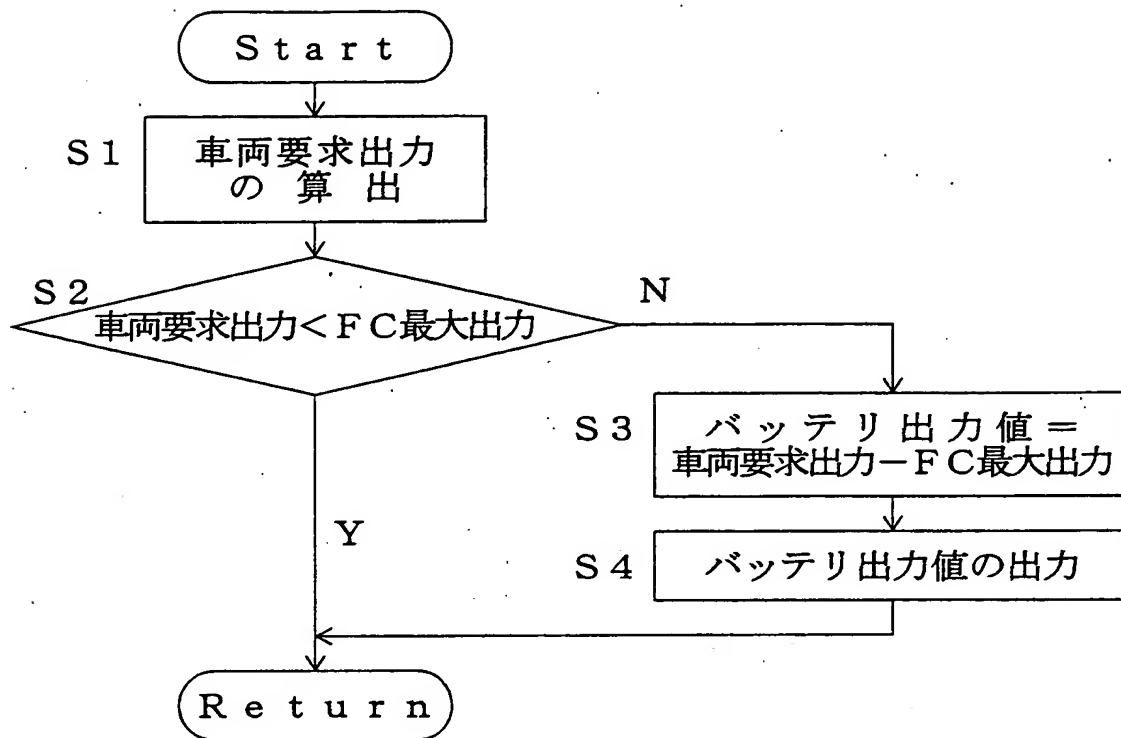 Start
S1
車両要求出力
の算出
S2
車両要求出力<FC最大出力
N
S3
バッテリ出力値=
車両要求出力-FC最大出力
Y
S4
バッテリ出力値の出力
Return